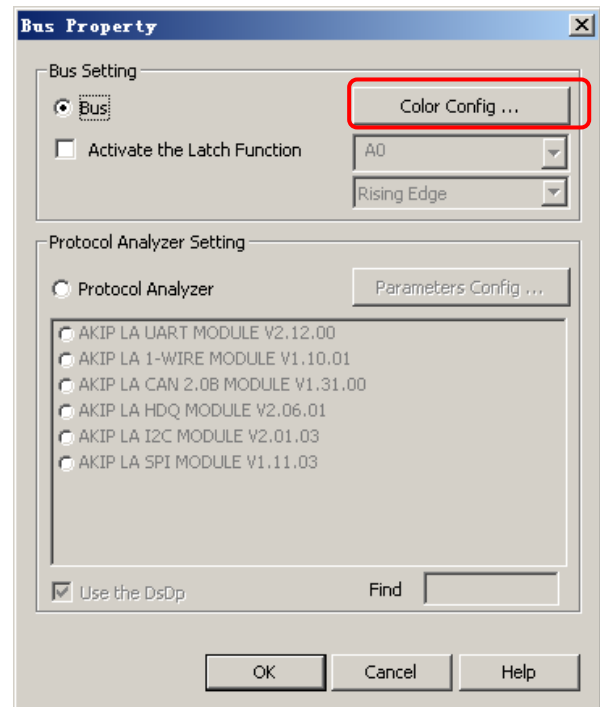 Bus Property
Bus Setting
Bus
Color Config ...
Activate the Latch Function
A0
Rising Edge
Protocol Analyzer Setting
Protocol Analyzer
Parameters Config ...
AKIP LA UART MODULE V2.12.00
AKIP LA 1-WIRE MODULE V1.10.01
AKIP LA CAN 2.0B MODULE V1.31.00
AKIP LA HDQ MODULE V2.06.01
AKIP LA I2C MODULE V2.01.03
AKIP LA SPI MODULE V1.11.03
Use the DsDp
Find
OK
Cancel
Help